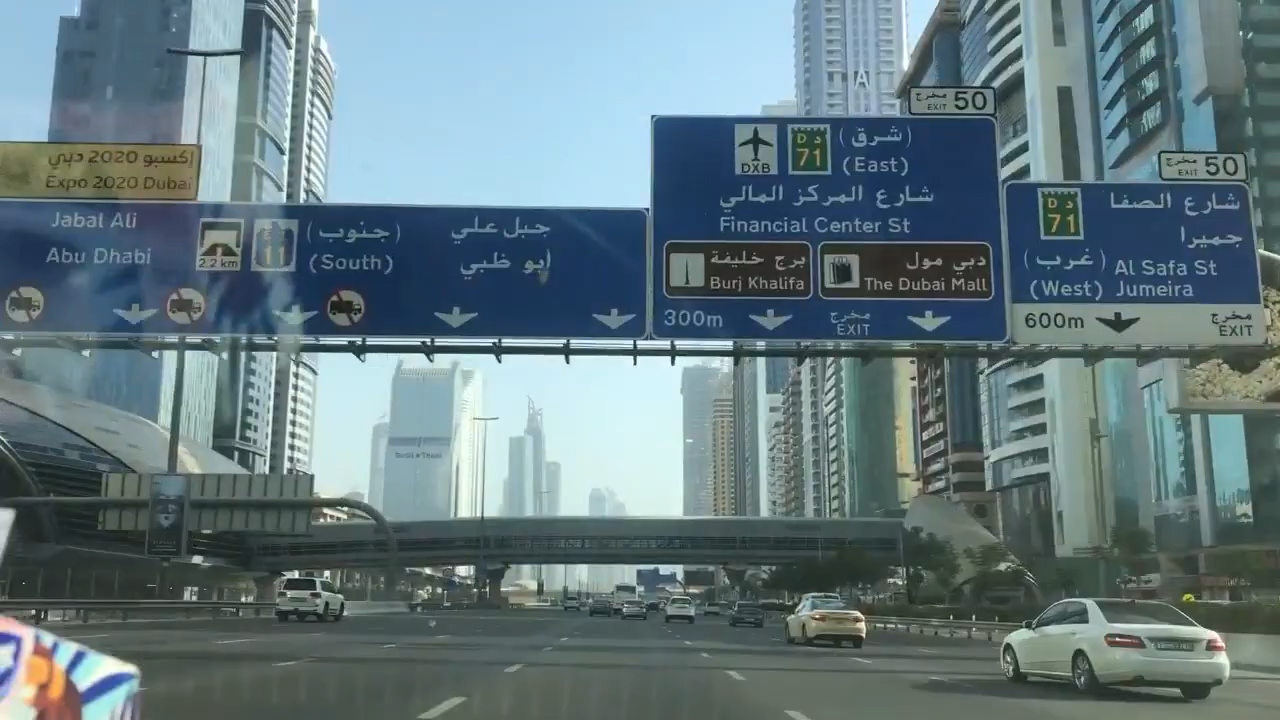 إكسبو 2020 دبي
Expo 2020 Dubai
Jabal Ali
Abu Dhabi
2.2 km
11
(جنوب)
(South)
جبل علي
أبو ظبي
مخرج
EXIT 50
DXB
D د
71
(شرق)
(East)
شارع المركز المالي
Financial Center St
برج خليفة
Burj Khalifa
دبي مول
The Dubai Mall
300m
مخرج
EXIT
مخرج
EXIT 50
D د
71
شارع الصفا
جميرا
(غرب)
(West)
Al Safa St
Jumeira
600m
مخرج
EXIT